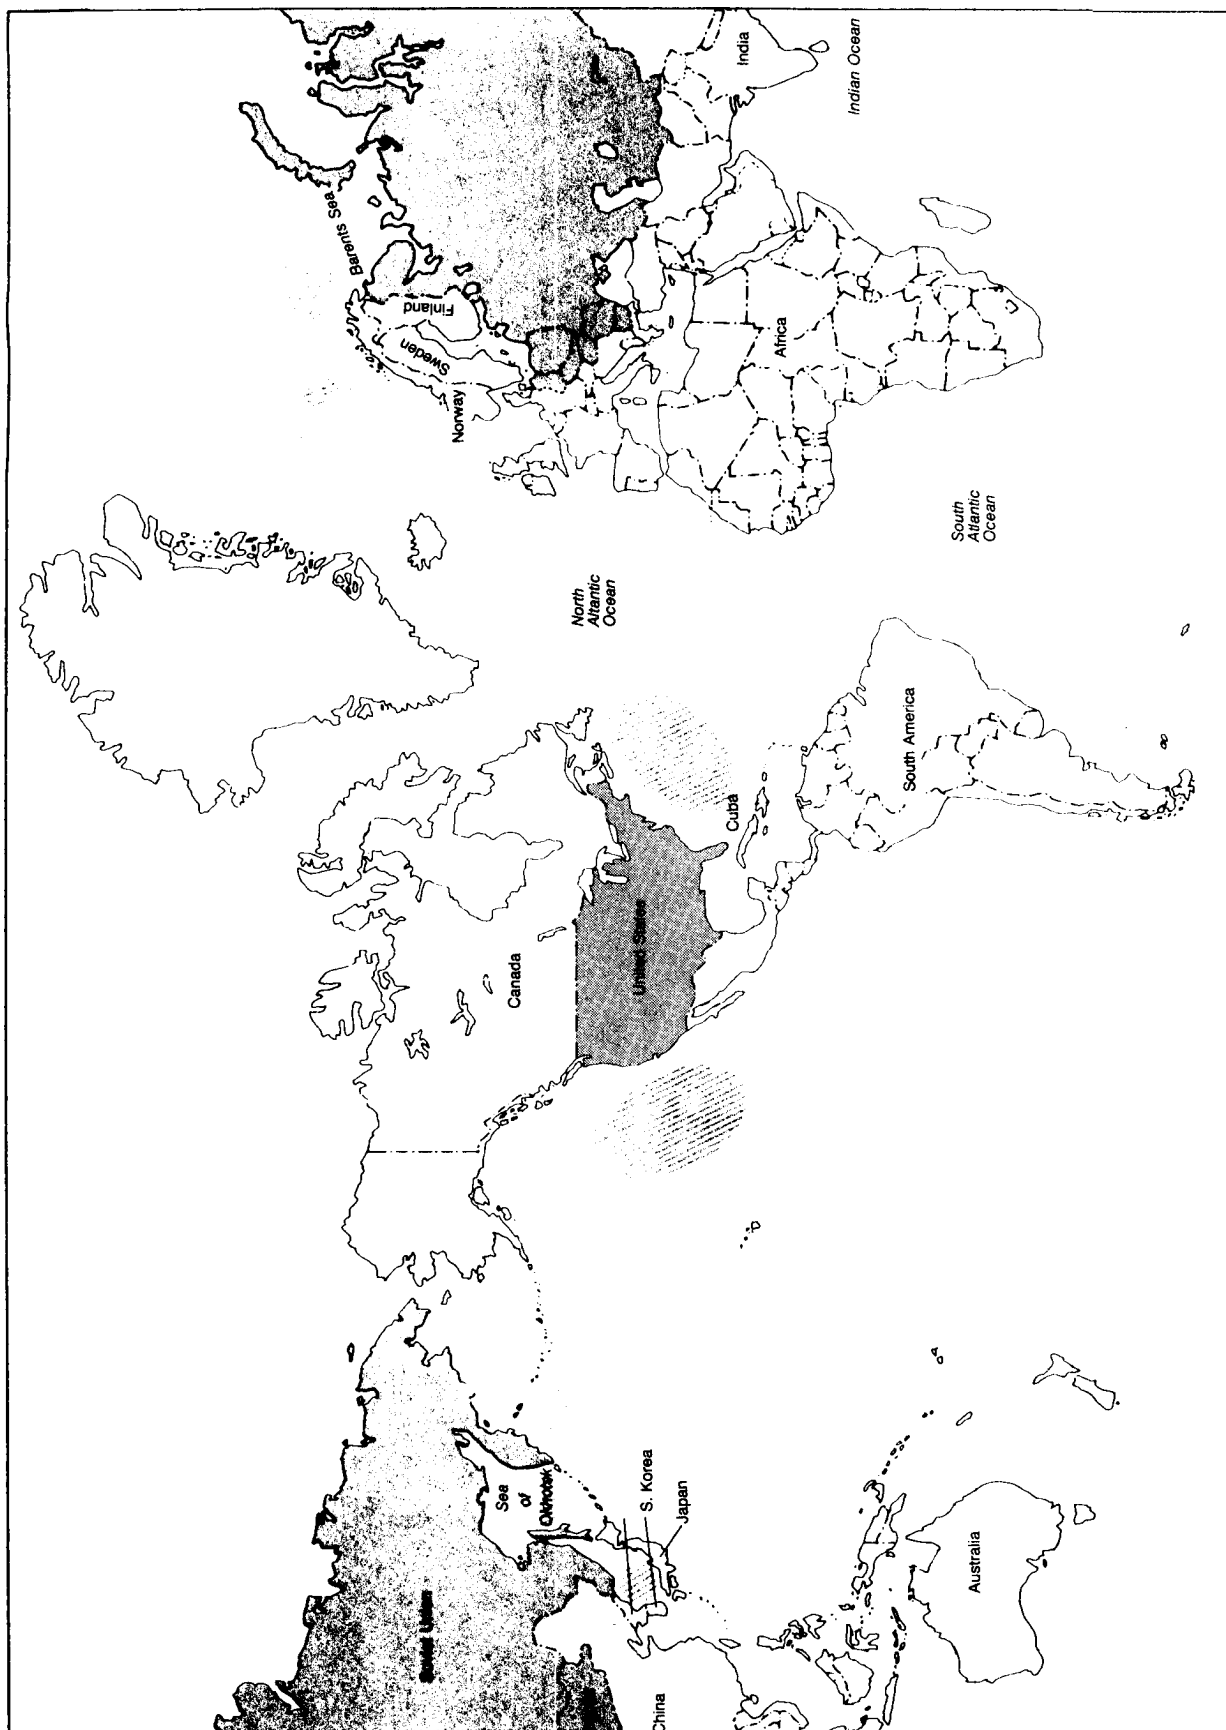 Soviet Union
China
Sea
of
Okhotsk
S. Korea
Japan
Australia
Canada
United States
Cuba
South America
North
Altantic
Ocean
South
Atlantic
Ocean
Norway
Sweden
Finland
Barents Sea
Africa
India
Indian Ocean